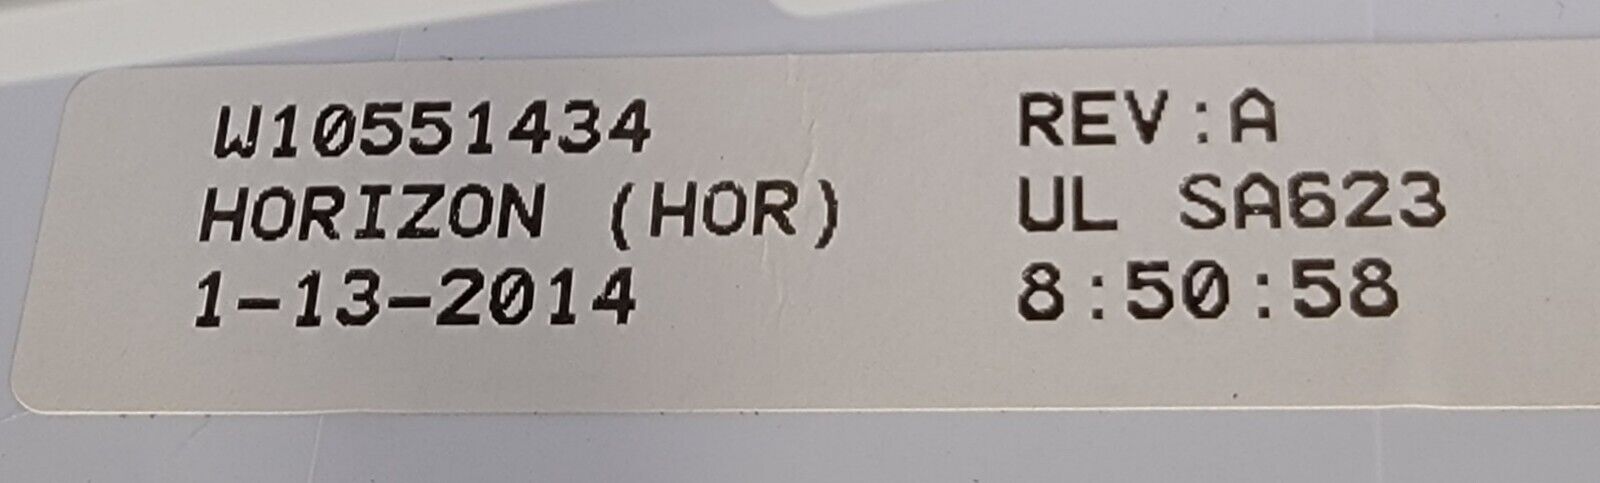 W10551434 REV:A
HORIZON (HOR) UL SA623
1-13-2014 8:50:58